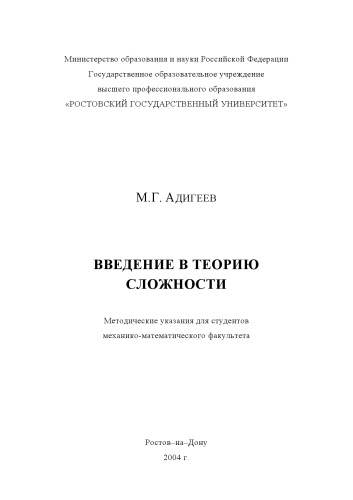 Министерство образования и науки Российской Федерации
Государственное образовательное учреждение
высшего профессионального образования
«РОСТОВСКИЙ ГОСУДАРСТВЕННЫЙ УНИВЕРСИТЕТ»
М.Г. АДИГЕЕВ
ВВЕДЕНИЕ В ТЕОРИЮ
СЛОЖНОСТИ
Методические указания для студентов
механико-математического факультета
Ростов–на–Дону
2004 г.